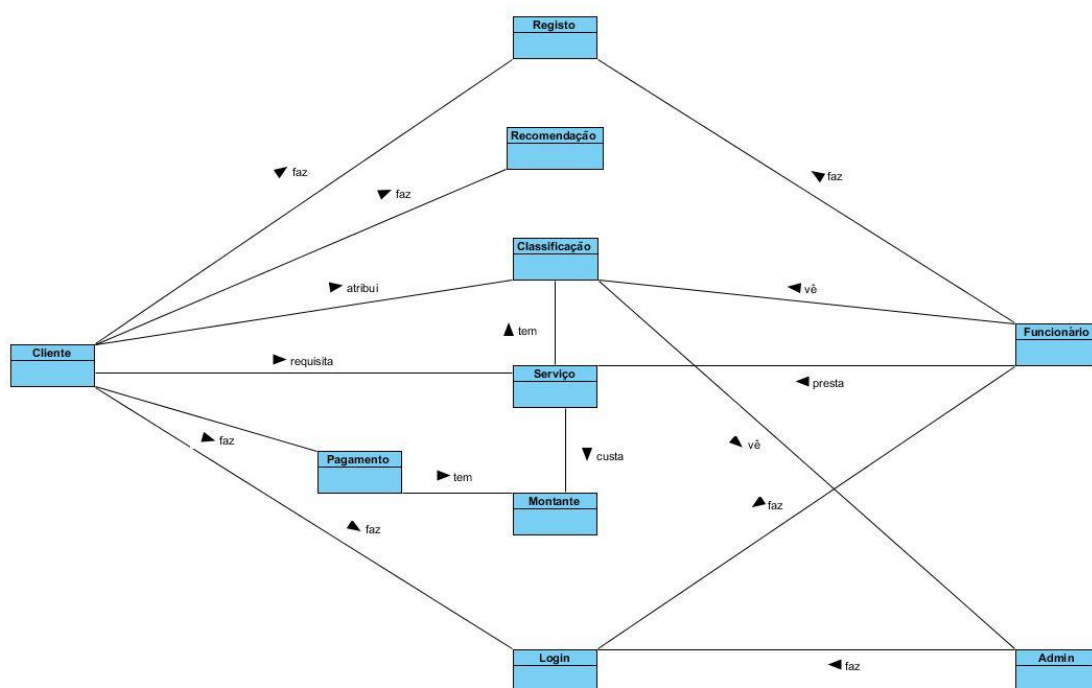 Registo
Recomendação
faz
faz
faz
Classificação
atribui
vê
tem
Funcionário
Cliente
requisita
Serviço
presta
faz
vê
custa
Pagamento
tem
Montante
faz
faz
Login
Admin
faz